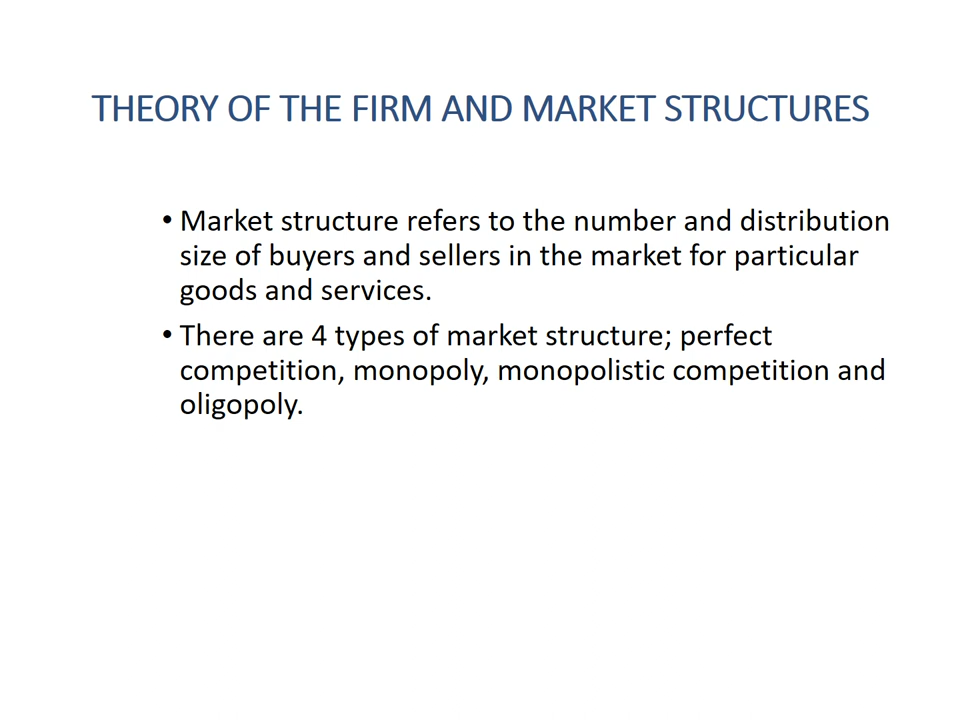 THEORY OF THE FIRM AND MARKET STRUCTURES
• Market structure refers to the number and distribution
size of buyers and sellers in the market for particular
goods and services.
• There are 4 types of market structure; perfect
competition, monopoly, monopolistic competition and
oligopoly.